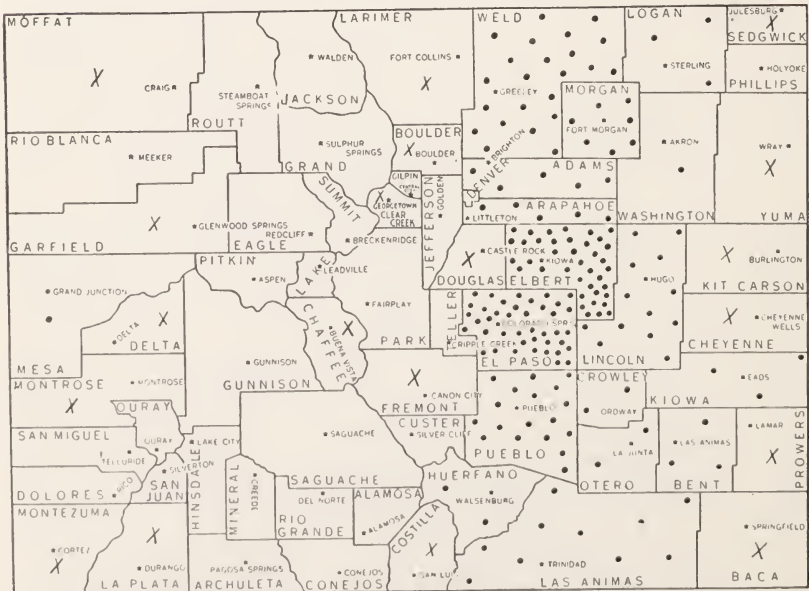 MOFFAT
LARIMER
WELD
LOGAN
JULESBURG
SEDGWICK
X
WALDEN
FORT COLLINS
STERLING
HOLYOKE
PHILLIPS
X
CRAIG
STEAMBOAT
SPRINGS
JACKSON
X
GREELEY
MORGAN
ROUTT
FORT MORGAN
RIO BLANCA
MEEKER
SULPHUR
SPRINGS
BOULDER
X BOULDER
BRIGHTON
AKRON
WRAY
X
GRAND
GILPIN
ADAMS
DENVER
SUMMIT
X
GEORGETOWN
CLEAR
CREEK
JEFFERSON
GOLDEN
ARAPAHOE
LITTLETON
WASHINGTON
YUMA
X
GLENWOOD SPRINGS
REDCLIFF
GARFIELD
EAGLE
BRECKENRIDGE
CASTLE ROCK
X
KIOWA
X
BURLINGTON
PITKIN
LAKE
LEADVILLE
DOUGLAS
ELBERT
HUGO
KIT CARSON
GRAND JUNCTION
ASPEN
FAIRPLAY
TELLER
COLORADO SPRS
X
CHEYENNE
WELLS
X
DELTA
DELTA
CHAFFEE
X
BUENA VISTA
PARK
CRIPPLE CREEK
EL PASO
LINCOLN
CHEYENNE
MESA
MONTROSE
MONTROSE
GUNNISON
GUNNISON
X
CROWLEY
EADS
X
OURAY
CANON CITY
FREMONT
PUEBLO
ORDWAY
KIOWA
SAN MIGUEL
OURAY
LAKE CITY
SAGUACHE
CUSTER
SILVER CLIFF
LA JUNTA
LAS ANIMAS
LAMAR
X
PROWERS
TELLURIDE
SILVERTON
PUEBLO
DOLORES
RICO
SAN
JUAN
HINSDALE
MINERAL
CREEDE
SAGUACHE
DEL NORTE
ALAMOSA
HUERFANO
WALSENBURG
OTERO
BENT
MONTEZUMA
RIO
GRANDE
ALAMOSA
COSTILLA
SPRINGFIELD
X
CORTEZ
X
DURANGO
PAGOSA SPRINGS
CONEJOS
X
SAN LUIS
TRINIDAD
X
LA PLATA
ARCHULETA
CONEJOS
LAS ANIMAS
BACA